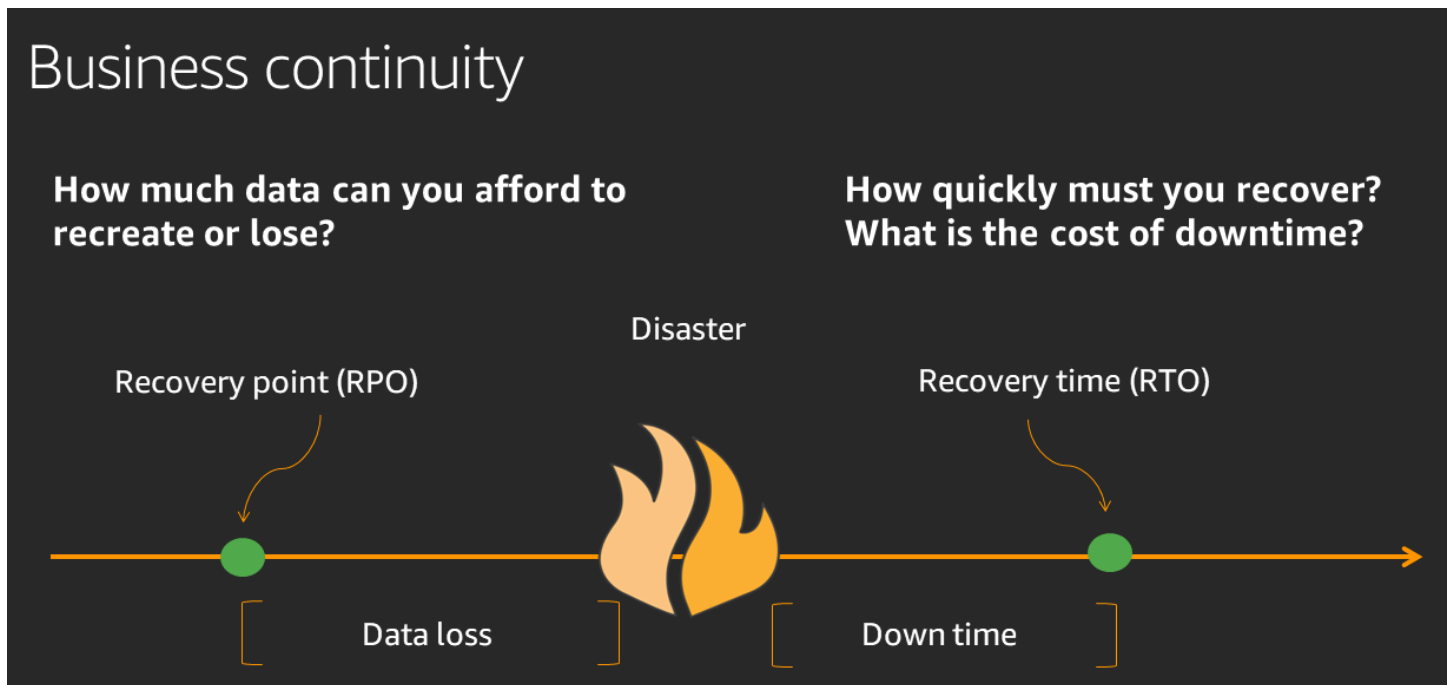 Business continuity
How much data can you afford to
recreate or lose?
How quickly must you recover?
What is the cost of downtime?
Disaster
Recovery point (RPO)
Recovery time (RTO)
Data loss
Down time